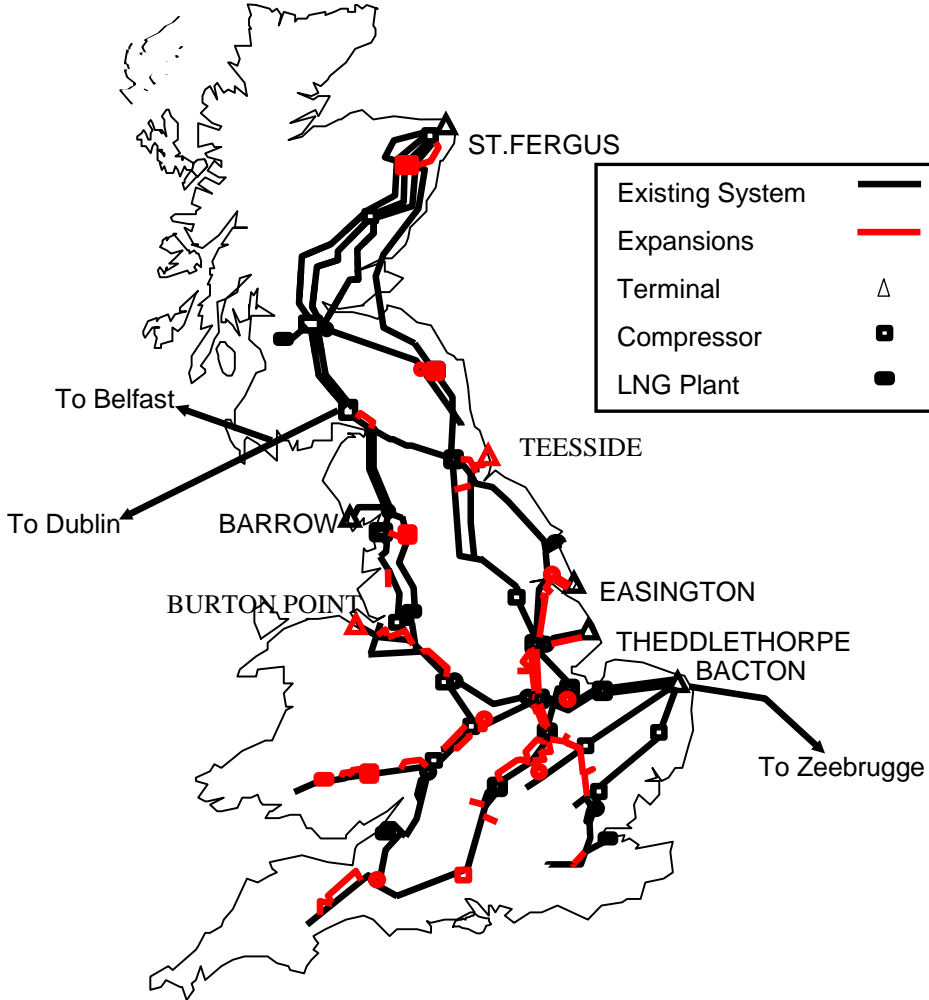 ST.FERGUS
Existing System
Expansions
Terminal
Compressor
LNG Plant
To Belfast
TEESSIDE
To Dublin
BARROW
EASINGTON
BURTON POINT
THEDDLETHORPE
BACTON
To Zeebrugge